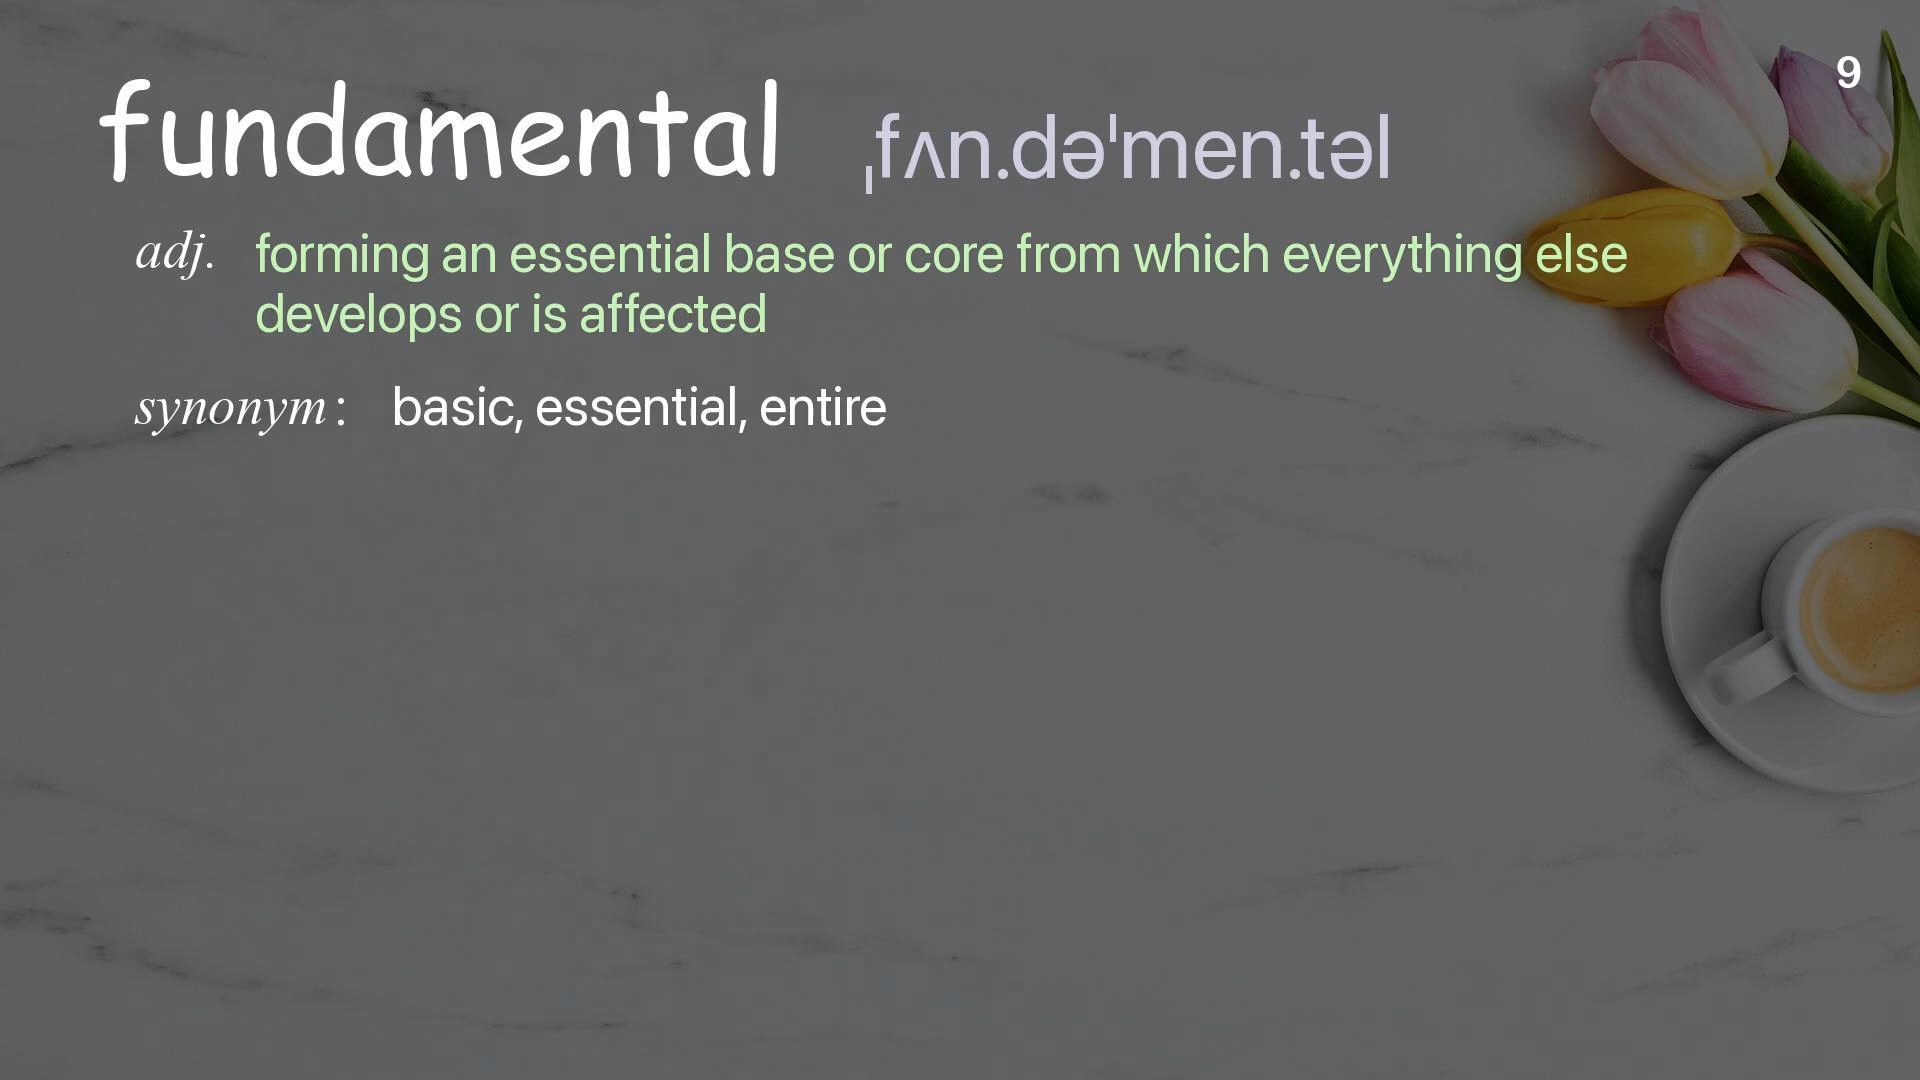 9
fundamental ˌfʌn.dəˈmen.təl
adj. forming an essential base or core from which everything else
develops or is affected
synonym : basic, essential, entire